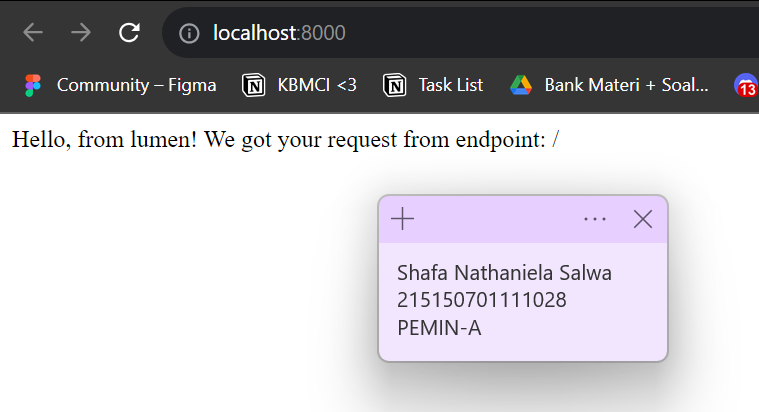 localhost:8000
Community – Figma
KBMCI <3
Task List
Bank Materi + Soal...
13
Hello, from lumen! We got your request from endpoint: /
Shafa Nathaniela Salwa
215150701111028
PEMIN-A